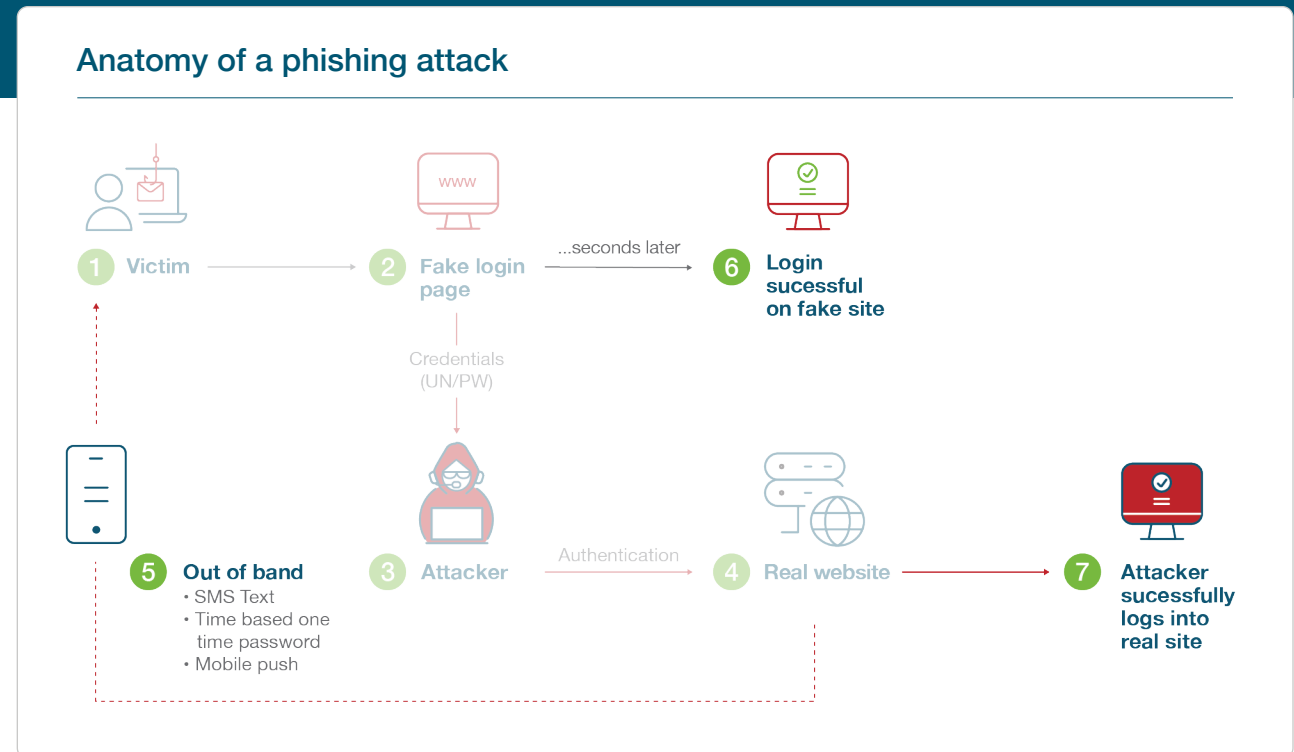 Anatomy of a phishing attack
www
1
Victim
2
Fake login
page
...seconds later
6
Login
sucessful
on fake site
Credentials
(UN/PW)
5
Out of band
• SMS Text
• Time based one
time password
• Mobile push
3
Attacker
Authentication
4
Real website
7
Attacker
sucessfully
logs into
real site